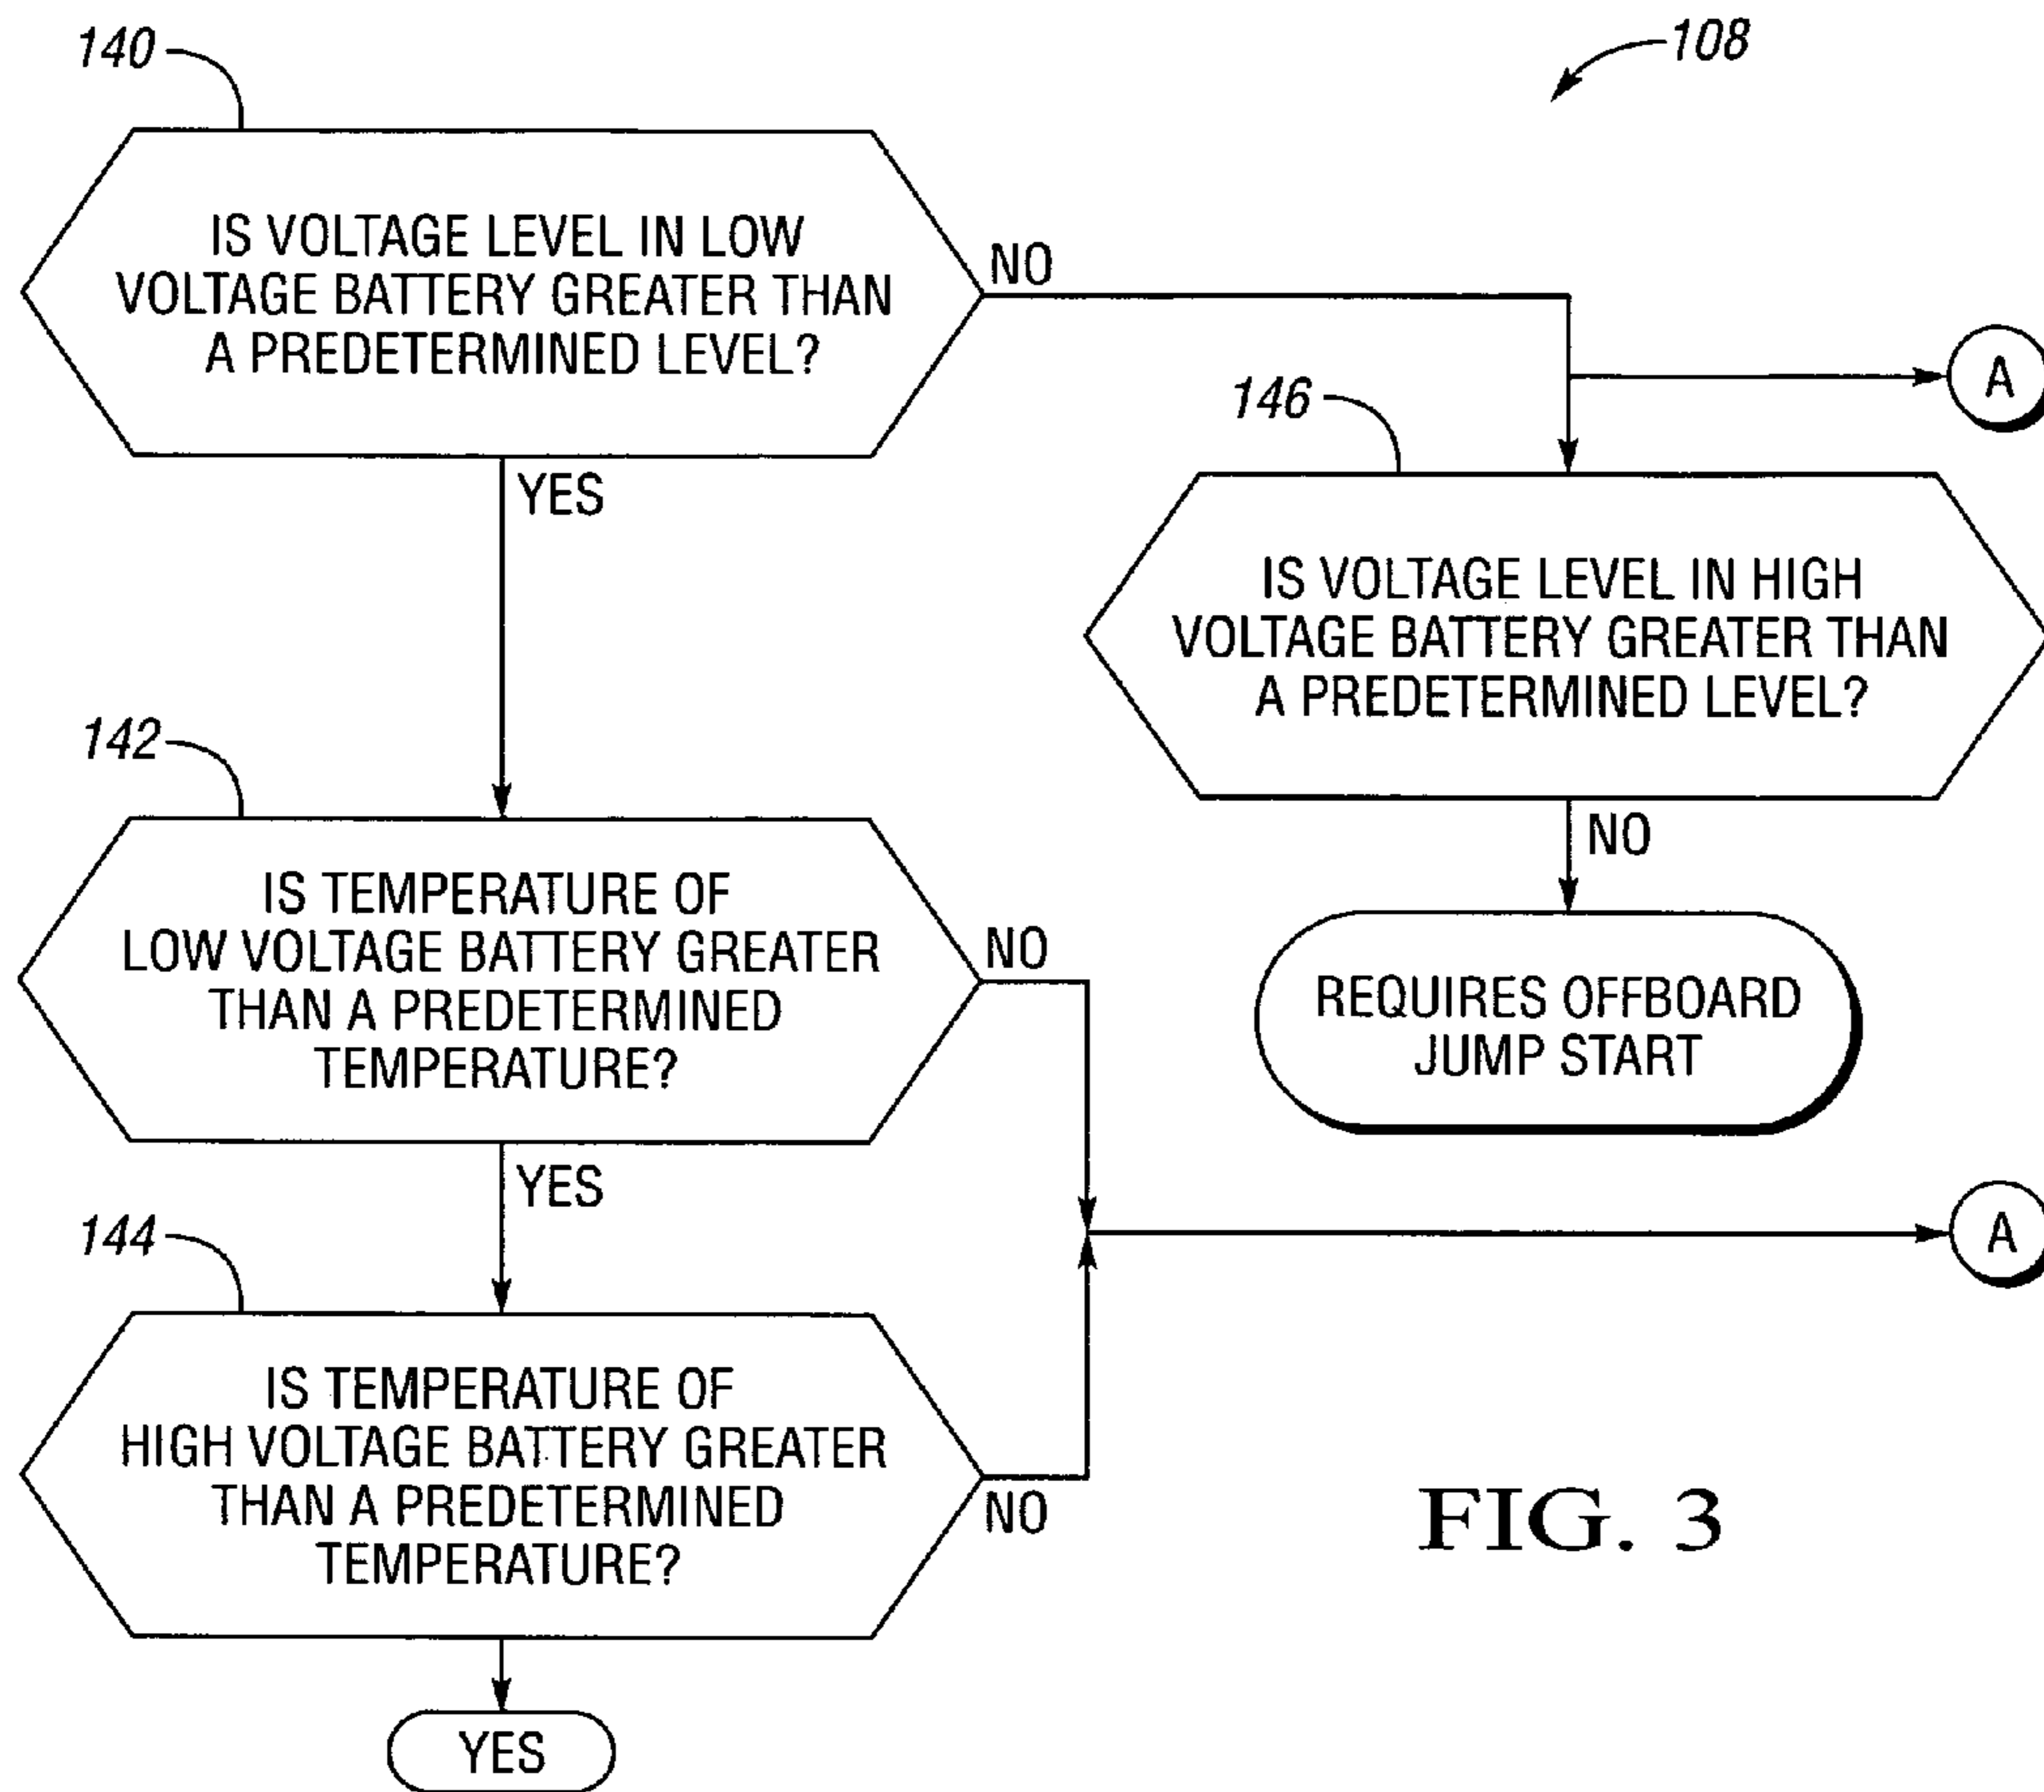 140
108
IS VOLTAGE LEVEL IN LOW
VOLTAGE BATTERY GREATER THAN
A PREDETERMINED LEVEL?
NO
A
YES
146
IS VOLTAGE LEVEL IN HIGH
VOLTAGE BATTERY GREATER THAN
A PREDETERMINED LEVEL?
NO
REQUIRES OFFBOARD
JUMP START
142
IS TEMPERATURE OF
LOW VOLTAGE BATTERY GREATER
THAN A PREDETERMINED
TEMPERATURE?
NO
YES
A
144
IS TEMPERATURE OF
HIGH VOLTAGE BATTERY GREATER
THAN A PREDETERMINED
TEMPERATURE?
NO
YES
FIG. 3